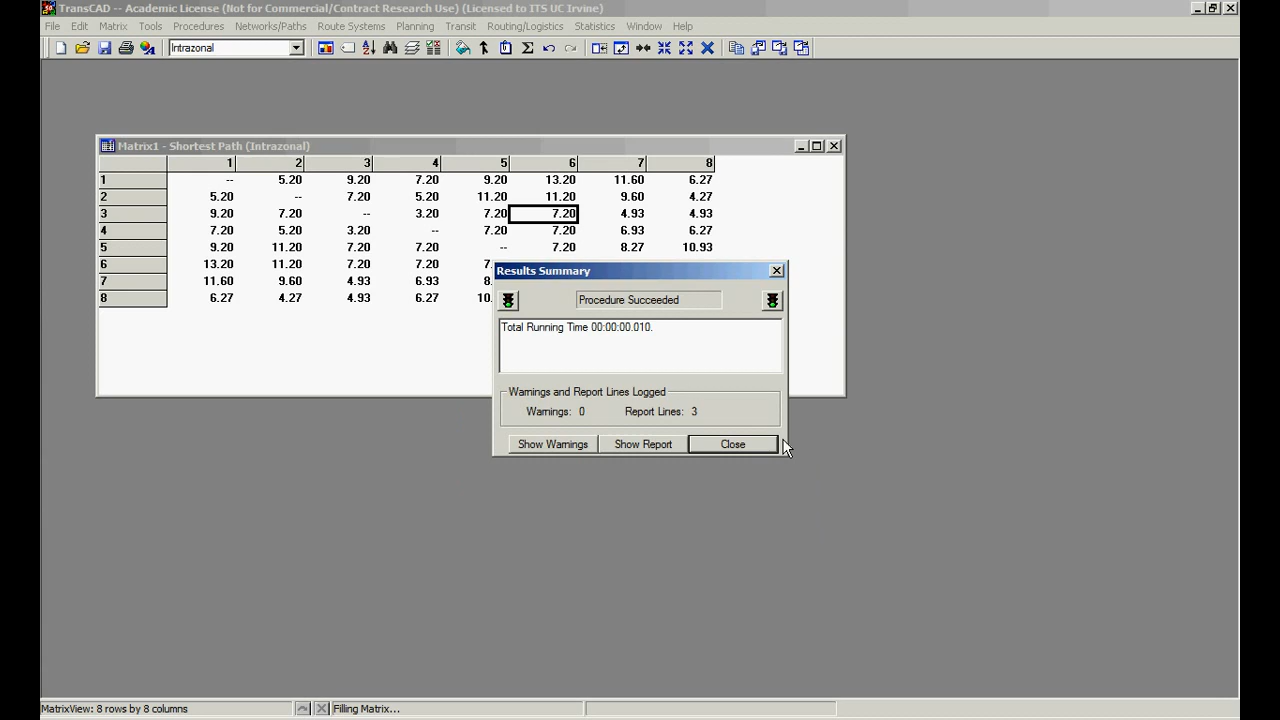 TransCAD -- Academic License (Not for Commercial/Contract Research Use) (Licensed to ITS UC Irvine)
File Edit Matrix Tools Procedures Networks/Paths Route Systems Planning Transit Routing/Logistics Statistics Window Help
Intrazonal
Matrix1 - Shortest Path (Intrazonal)
1 2 3 4 5 6 7 8
1 -- 5.20 9.20 7.20 9.20 13.20 11.60 6.27
2 5.20 -- 7.20 5.20 11.20 11.20 9.60 4.27
3 9.20 7.20 -- 3.20 7.20 7.20 4.93 4.93
4 7.20 5.20 3.20 -- 7.20 7.20 6.93 6.27
5 9.20 11.20 7.20 7.20 -- 7.20 8.27 10.93
6 13.20 11.20 7.20 7.20 7.
7 11.60 9.60 4.93 6.93 8.
8 6.27 4.27 4.93 6.27 10.
Results Summary
Procedure Succeeded
Total Running Time 00:00:00.010.
Warnings and Report Lines Logged
Warnings: 0 Report Lines: 3
Show Warnings Show Report Close
MatrixView: 8 rows by 8 columns Filling Matrix...